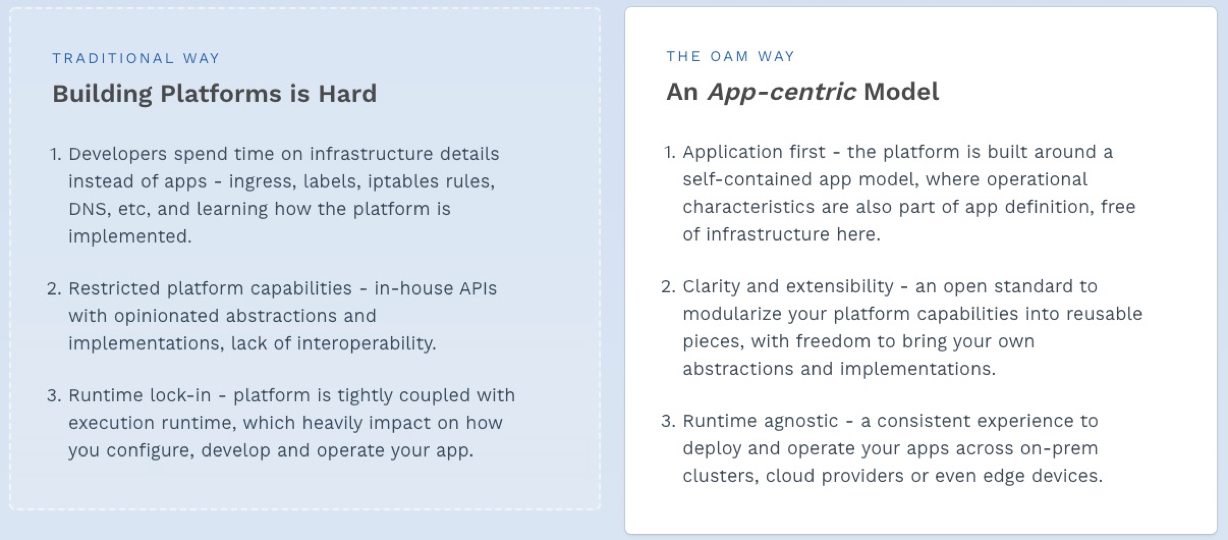 TRADITIONAL WAY
Building Platforms is Hard
1. Developers spend time on infrastructure details
instead of apps - ingress, labels, iptables rules,
DNS, etc, and learning how the platform is
implemented.
2. Restricted platform capabilities - in-house APIs
with opinionated abstractions and
implementations, lack of interoperability.
3. Runtime lock-in - platform is tightly coupled with
execution runtime, which heavily impact on how
you configure, develop and operate your app.
THE OAM WAY
An App-centric Model
1. Application first - the platform is built around a
self-contained app model, where operational
characteristics are also part of app definition, free
of infrastructure here.
2. Clarity and extensibility - an open standard to
modularize your platform capabilities into reusable
pieces, with freedom to bring your own
abstractions and implementations.
3. Runtime agnostic - a consistent experience to
deploy and operate your apps across on-prem
clusters, cloud providers or even edge devices.